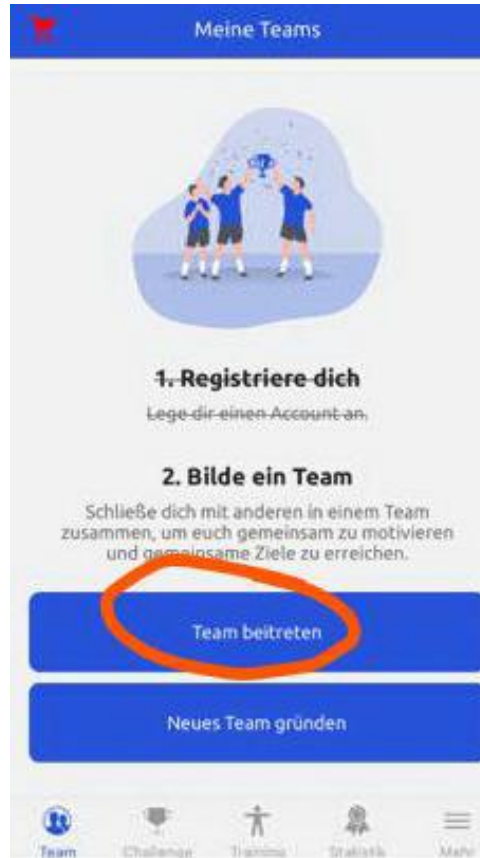 Meine Teams
1. Registriere dich
Lege dir einen Account an.
2. Bilde ein Team
Schließe dich mit anderen in einem Team
zusammen, um euch gemeinsam zu motivieren
und gemeinsame Ziele zu erreichen.
Team beitreten
Neues Team gründen
Team Challenge Training Statistik Mehr